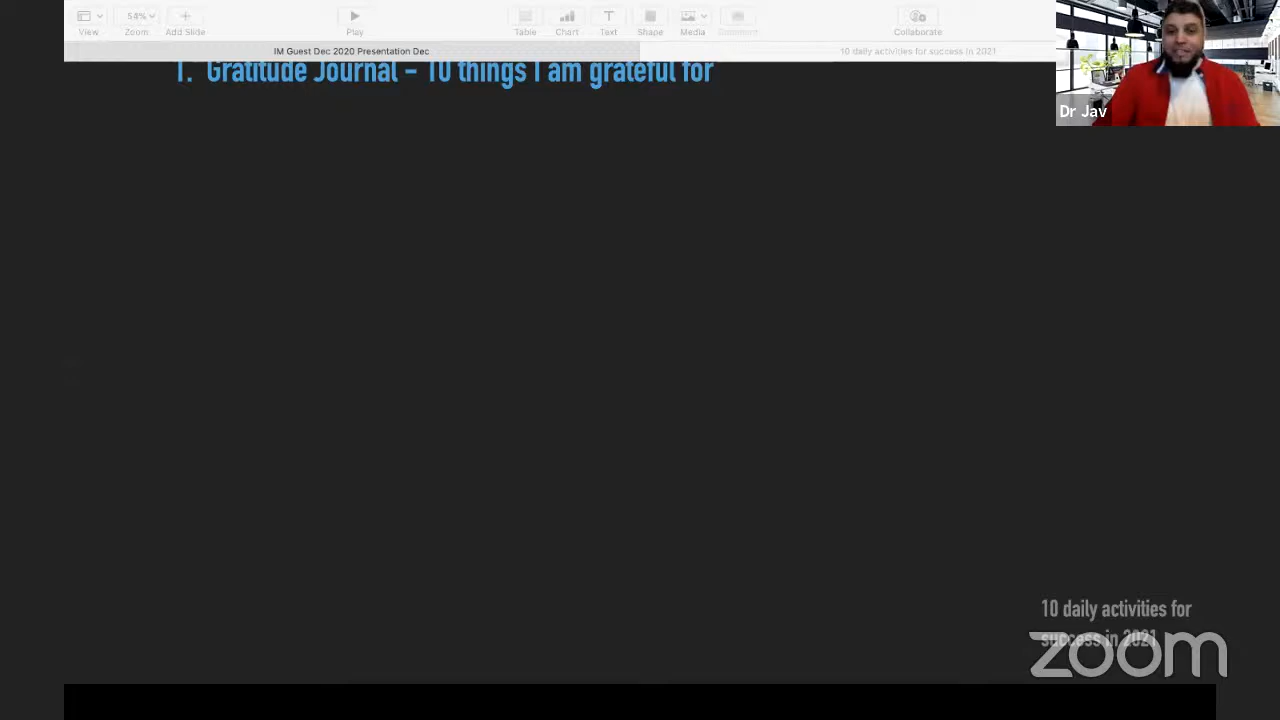 54%
View
Zoom
Add Slide
Play
Table
Chart
Text
Shape
Media
Comment
Collaborate
IM Guest Dec 2020 Presentation Dec
10 daily activities for success in 2021
1. Gratitude Journal – 10 things I am grateful for
Dr Jav
10 daily activities for
success in 2021
zoom